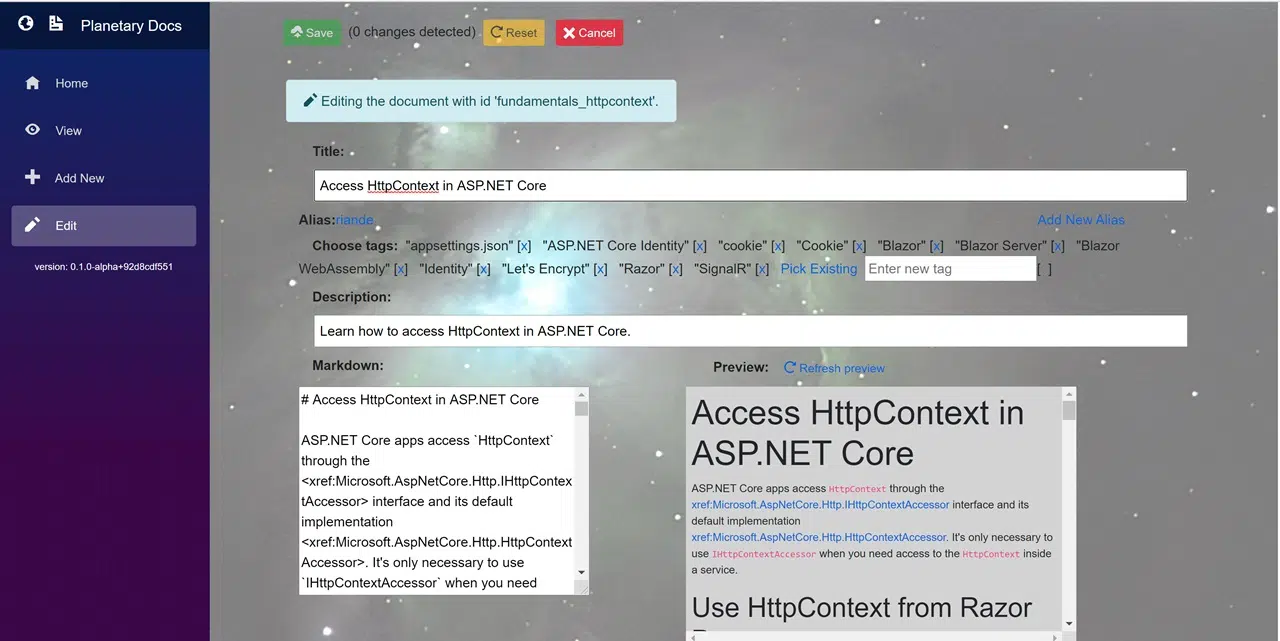 Planetary Docs
Home
View
Add New
Edit
version: 0.1.0-alpha+92d8cdf551
Save (0 changes detected) Reset Cancel
Editing the document with id 'fundamentals_httpcontext'.
Title:
Access HttpContext in ASP.NET Core
Alias:riande Add New Alias
Choose tags: "appsettings.json" [x] "ASP.NET Core Identity" [x] "cookie" [x] "Cookie" [x] "Blazor" [x] "Blazor Server" [x] "Blazor
WebAssembly" [x] "Identity" [x] "Let's Encrypt" [x] "Razor" [x] "SignalR" [x] Pick Existing Enter new tag [ ]
Description:
Learn how to access HttpContext in ASP.NET Core.
Markdown:
# Access HttpContext in ASP.NET Core
ASP.NET Core apps access `HttpContext`
through the
<xref:Microsoft.AspNetCore.Http.IHttpContex
tAccessor> interface and its default
implementation
<xref:Microsoft.AspNetCore.Http.HttpContext
Accessor>. It's only necessary to use
`IHttpContextAccessor` when you need
Preview: Refresh preview
Access HttpContext in
ASP.NET Core
ASP.NET Core apps access HttpContext through the
xref:Microsoft.AspNetCore.Http.IHttpContextAccessor interface and its
default implementation
xref:Microsoft.AspNetCore.Http.HttpContextAccessor. It's only necessary to
use IHttpContextAccessor when you need access to the HttpContext inside
a service.
Use HttpContext from Razor